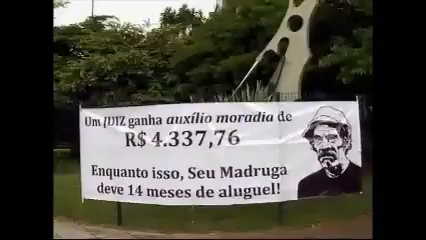 Um JUIZ ganha auxílio moradia de
R$ 4.337,76
Enquanto isso, Seu Madruga
deve 14 meses de aluguel!